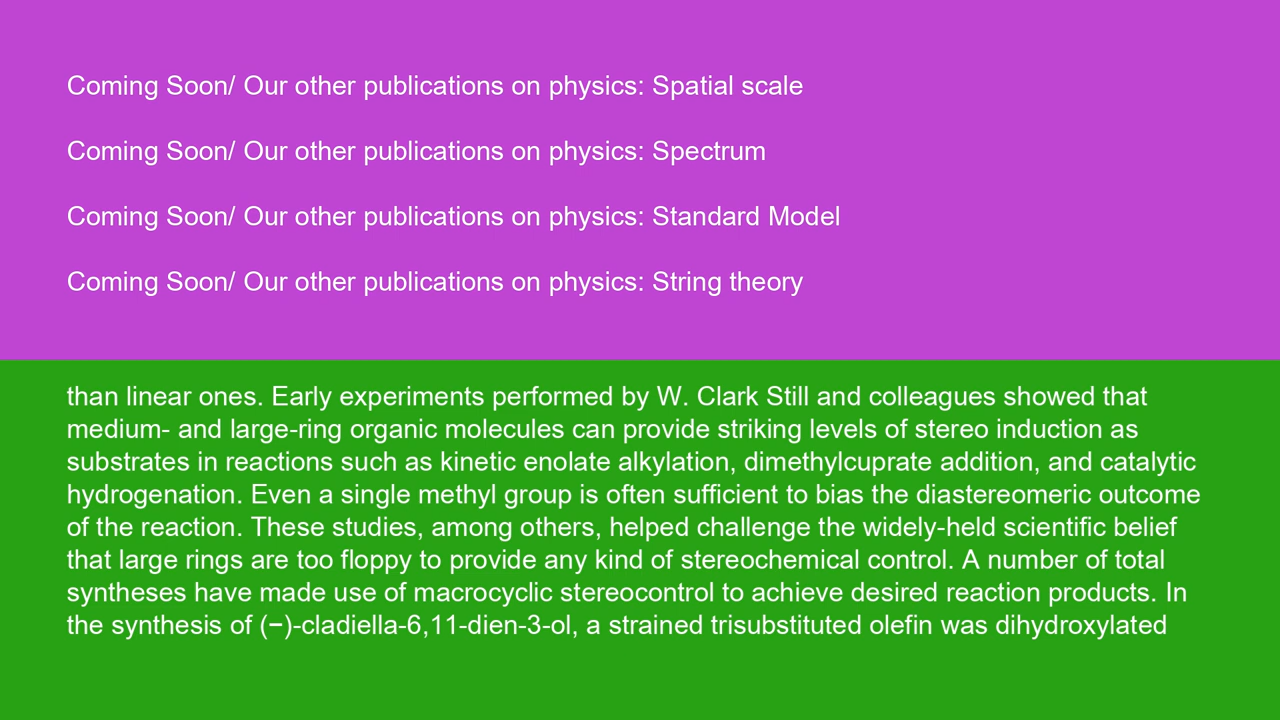 Coming Soon/ Our other publications on physics: Spatial scale
Coming Soon/ Our other publications on physics: Spectrum
Coming Soon/ Our other publications on physics: Standard Model
Coming Soon/ Our other publications on physics: String theory
than linear ones. Early experiments performed by W. Clark Still and colleagues showed that
medium- and large-ring organic molecules can provide striking levels of stereo induction as
substrates in reactions such as kinetic enolate alkylation, dimethylcuprate addition, and catalytic
hydrogenation. Even a single methyl group is often sufficient to bias the diastereomeric outcome
of the reaction. These studies, among others, helped challenge the widely-held scientific belief
that large rings are too floppy to provide any kind of stereochemical control. A number of total
syntheses have made use of macrocyclic stereocontrol to achieve desired reaction products. In
the synthesis of (−)-cladiella-6,11-dien-3-ol, a strained trisubstituted olefin was dihydroxylated